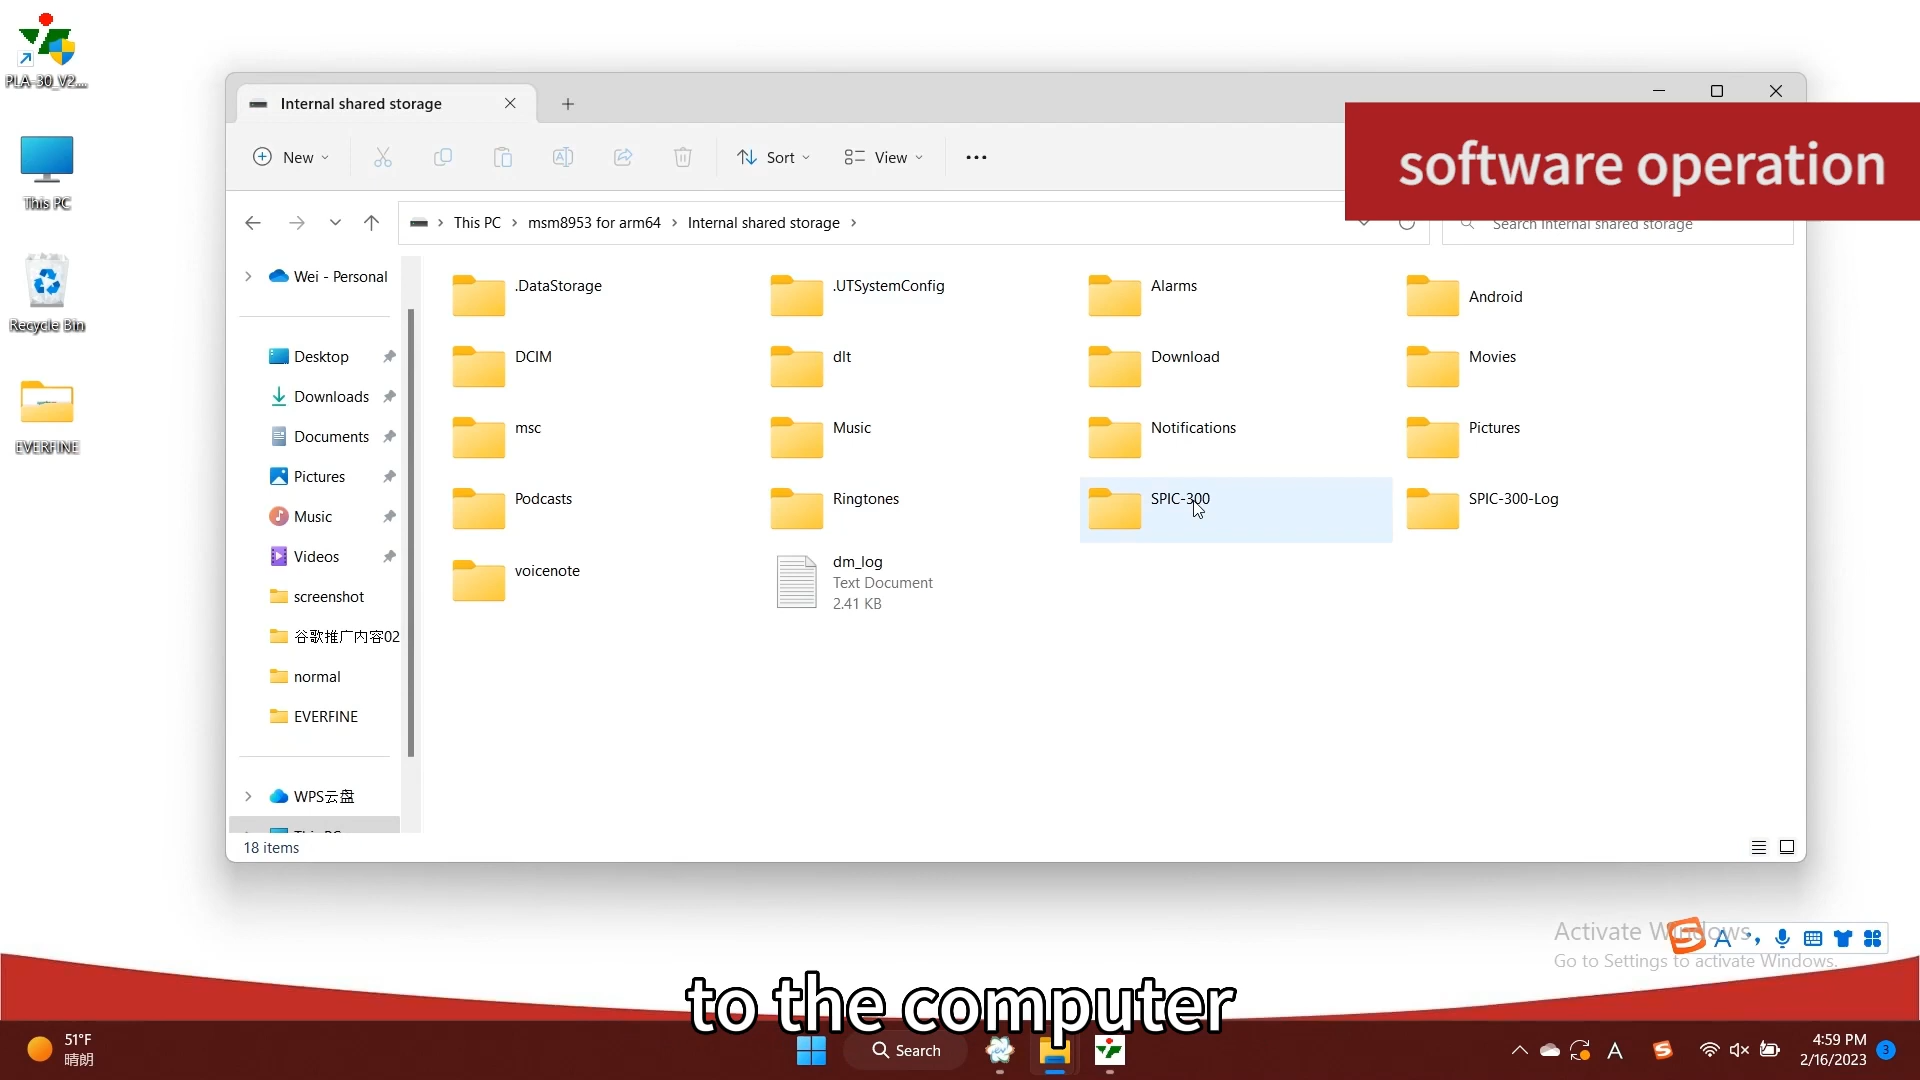 PLA-30_V2...
This PC
Recycle Bin
EVERFINE
Internal shared storage
New
Sort
View
software operation
This PC
msm8953 for arm64
Internal shared storage
Search Internal shared storage
Wei - Personal
Desktop
Downloads
Documents
Pictures
Music
Videos
screenshot
谷歌推广内容02
normal
EVERFINE
WPS云盘
This PC
.DataStorage
.UTSystemConfig
Alarms
Android
DCIM
dlt
Download
Movies
msc
Music
Notifications
Pictures
Podcasts
Ringtones
SPIC-300
SPIC-300-Log
voicenote
dm_log
Text Document
2.41 KB
18 items
Activate Windows
Go to Settings to activate Windows.
A
to the computer
51°F
晴朗
Search
A
4:59 PM
2/16/2023
3